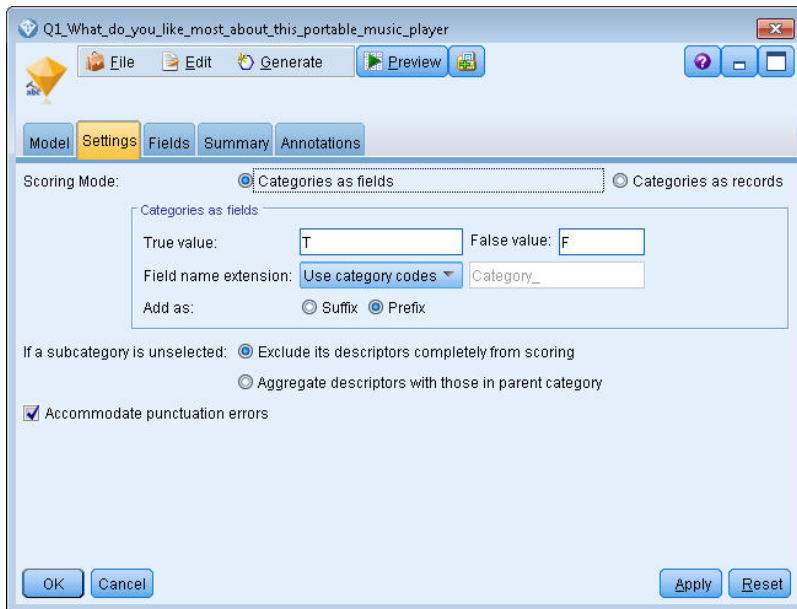 Q1_What_do_you_like_most_about_this_portable_music_player
File Edit Generate Preview
abc
Model Settings Fields Summary Annotations
Scoring Mode: Categories as fields Categories as records
Categories as fields
True value: T False value: F
Field name extension: Use category codes Category_
Add as: Suffix Prefix
If a subcategory is unselected: Exclude its descriptors completely from scoring
Aggregate descriptors with those in parent category
Accommodate punctuation errors
OK Cancel Apply Reset